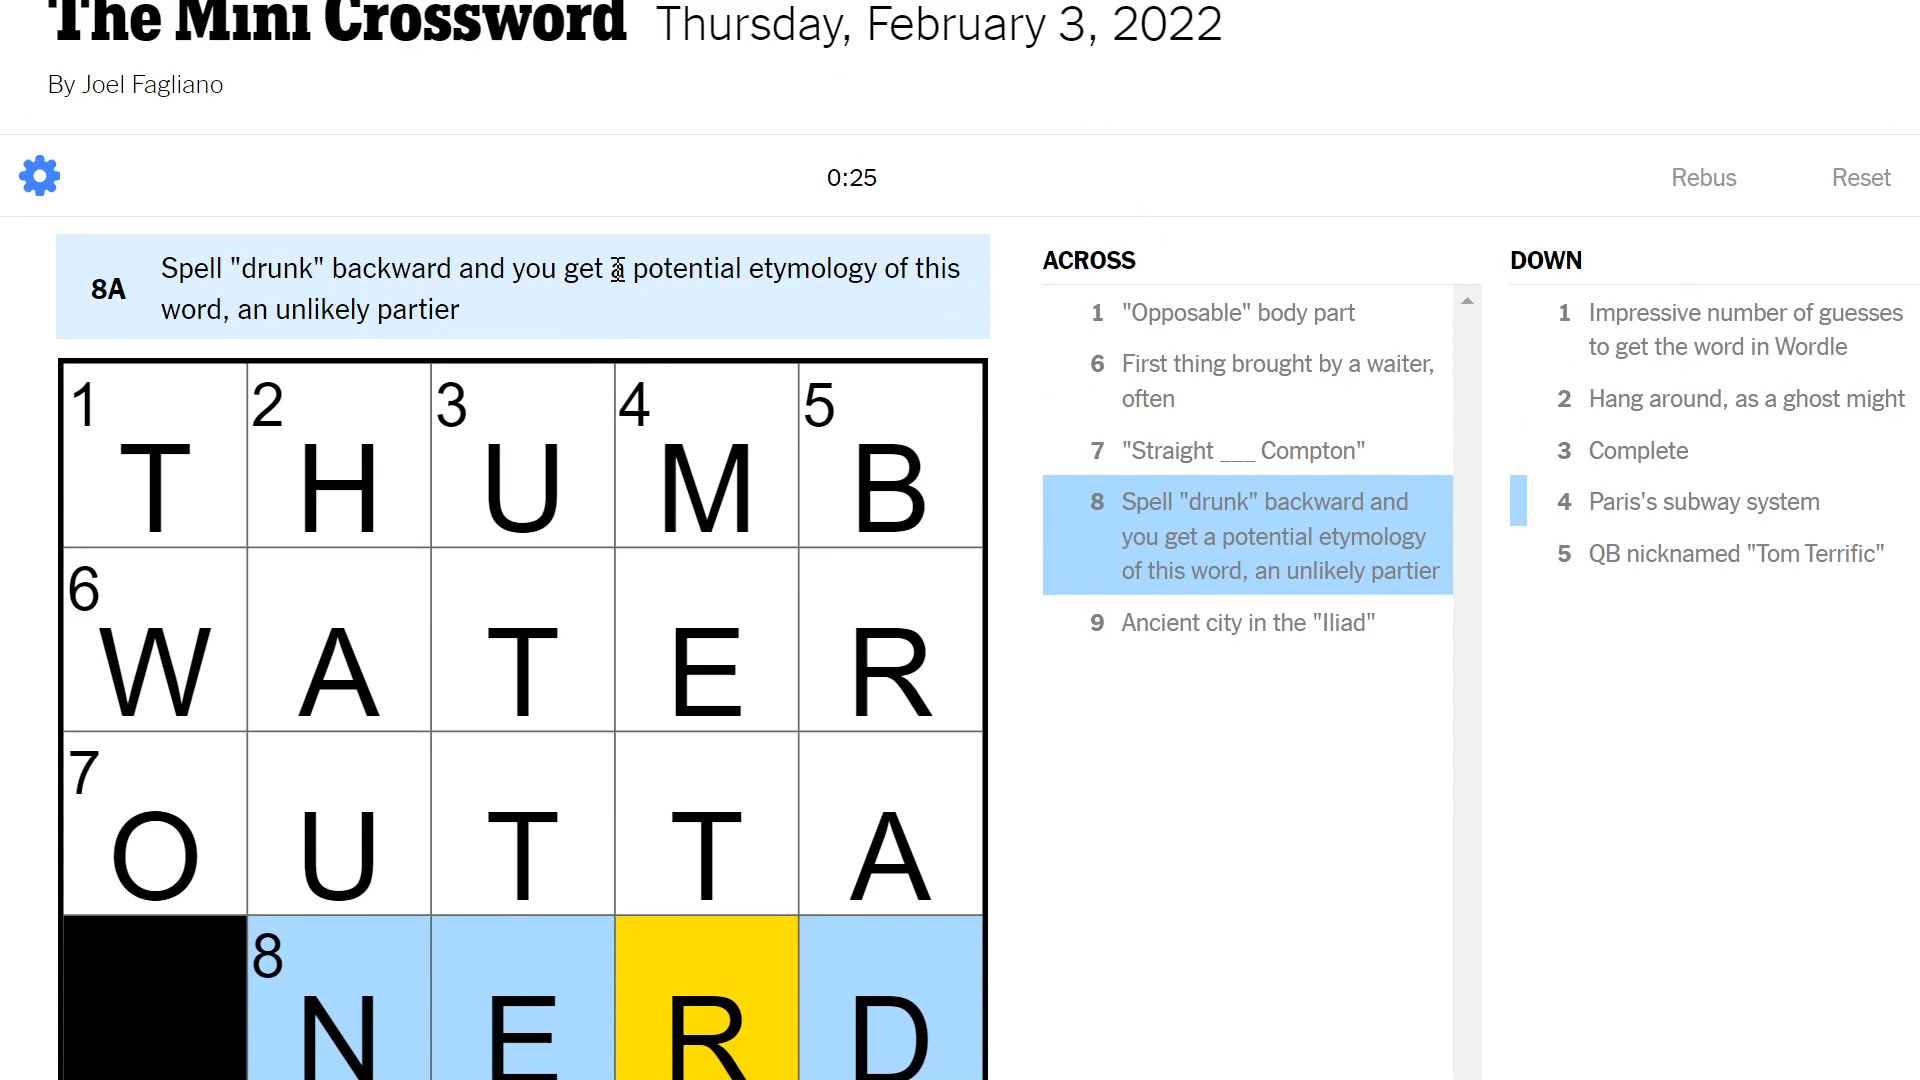 The Mini Crossword Thursday, February 3, 2022
By Joel Fagliano
0:25
Rebus Reset
8A Spell "drunk" backward and you get a potential etymology of this
word, an unlikely partier
ACROSS
1 "Opposable" body part
6 First thing brought by a waiter,
often
7 "Straight ___ Compton"
8 Spell "drunk" backward and
you get a potential etymology
of this word, an unlikely partier
9 Ancient city in the "Iliad"
DOWN
1 Impressive number of guesses
to get the word in Wordle
2 Hang around, as a ghost might
3 Complete
4 Paris's subway system
5 QB nicknamed "Tom Terrific"
1 2 3 4 5
T H U M B
6
W A T E R
7
O U T T A
8
N E R D